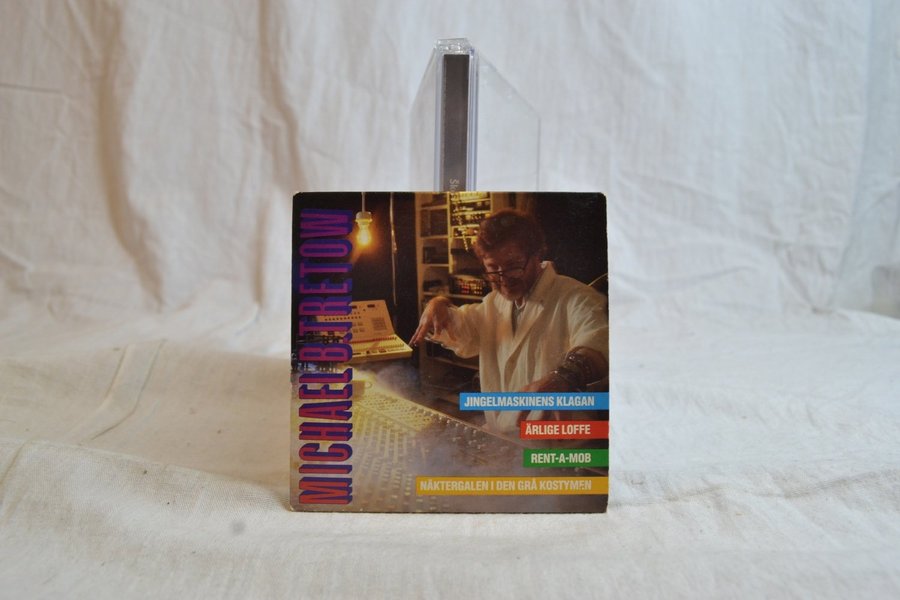 MICHAEL B. TRETOW
JINGELMASKINENS KLAGAN
ÄRLIGE LOFFE
RENT-A-MOB
NÄKTERGALEN I DEN GRÅ KOSTYMEN